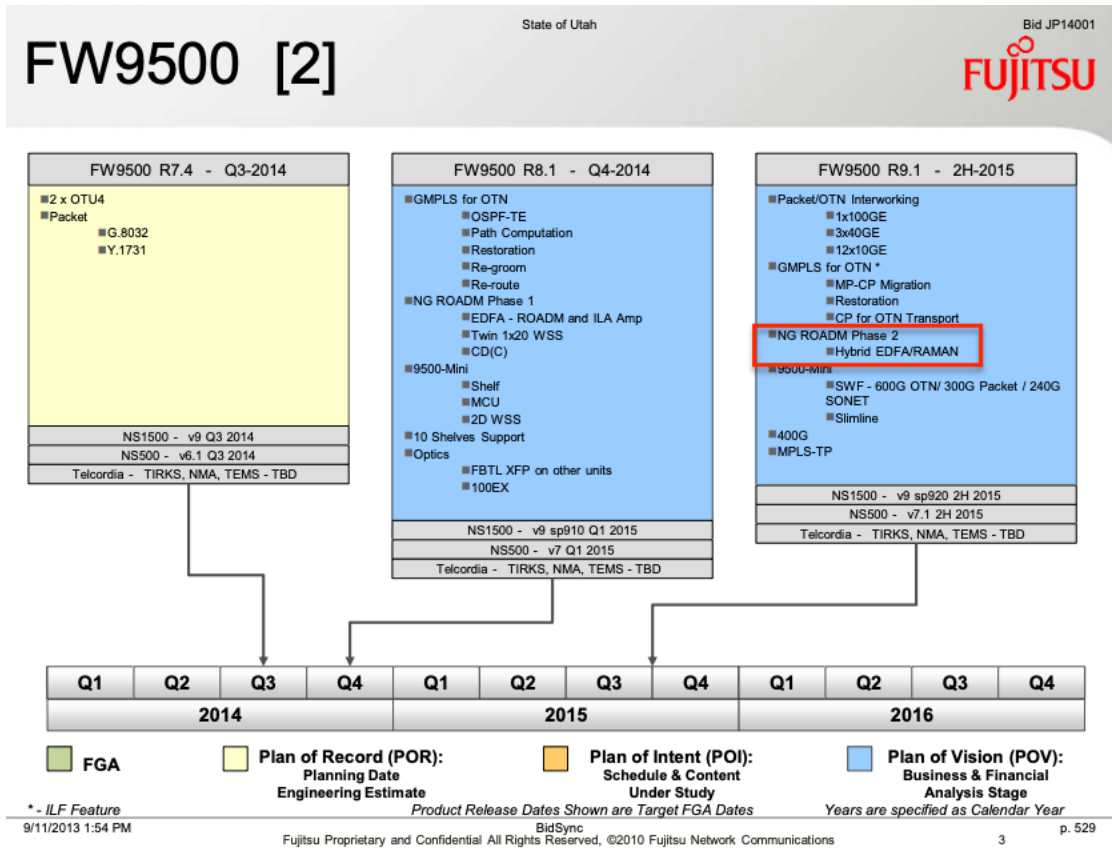 State of Utah
Bid JP14001
FW9500 [2]
FUJITSU
FW9500 R7.4 - Q3-2014
2 x OTU4
Packet
G.8032
Y.1731
NS1500 - v9 Q3 2014
NS500 - v6.1 Q3 2014
Telcordia - TIRKS, NMA, TEMS - TBD
FW9500 R8.1 - Q4-2014
GMPLS for OTN
OSPF-TE
Path Computation
Restoration
Re-groom
Re-route
NG ROADM Phase 1
EDFA - ROADM and ILA Amp
Twin 1x20 WSS
CD(C)
9500-Mini
Shelf
MCU
2D WSS
10 Shelves Support
Optics
FBTL XFP on other units
100EX
NS1500 - v9 sp910 Q1 2015
NS500 - v7 Q1 2015
Telcordia - TIRKS, NMA, TEMS - TBD
FW9500 R9.1 - 2H-2015
Packet/OTN Interworking
1x100GE
3x40GE
12x10GE
GMPLS for OTN *
MP-CP Migration
Restoration
CP for OTN Transport
NG ROADM Phase 2
Hybrid EDFA/RAMAN
9500-Mini
SWF - 600G OTN/ 300G Packet / 240G
SONET
Slimline
400G
MPLS-TP
NS1500 - v9 sp920 2H 2015
NS500 - v7.1 2H 2015
Telcordia - TIRKS, NMA, TEMS - TBD
Q1 Q2 Q3 Q4 Q1 Q2 Q3 Q4 Q1 Q2 Q3 Q4
2014 2015 2016
FGA
Plan of Record (POR):
Planning Date
Engineering Estimate
Plan of Intent (POI):
Schedule & Content
Under Study
Plan of Vision (POV):
Business & Financial
Analysis Stage
* - ILF Feature
Product Release Dates Shown are Target FGA Dates
Years are specified as Calendar Year
9/11/2013 1:54 PM
BidSync
p. 529
Fujitsu Proprietary and Confidential All Rights Reserved, ©2010 Fujitsu Network Communications
3